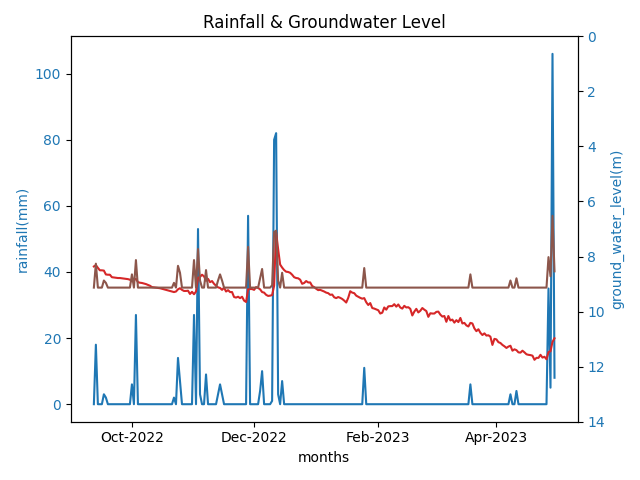 Rainfall & Groundwater Level
rainfall(mm)
100
80
60
40
20
0
0
2
4
6
8
10
12
14
ground_water_level(m)
Oct-2022 Dec-2022 Feb-2023 Apr-2023
months